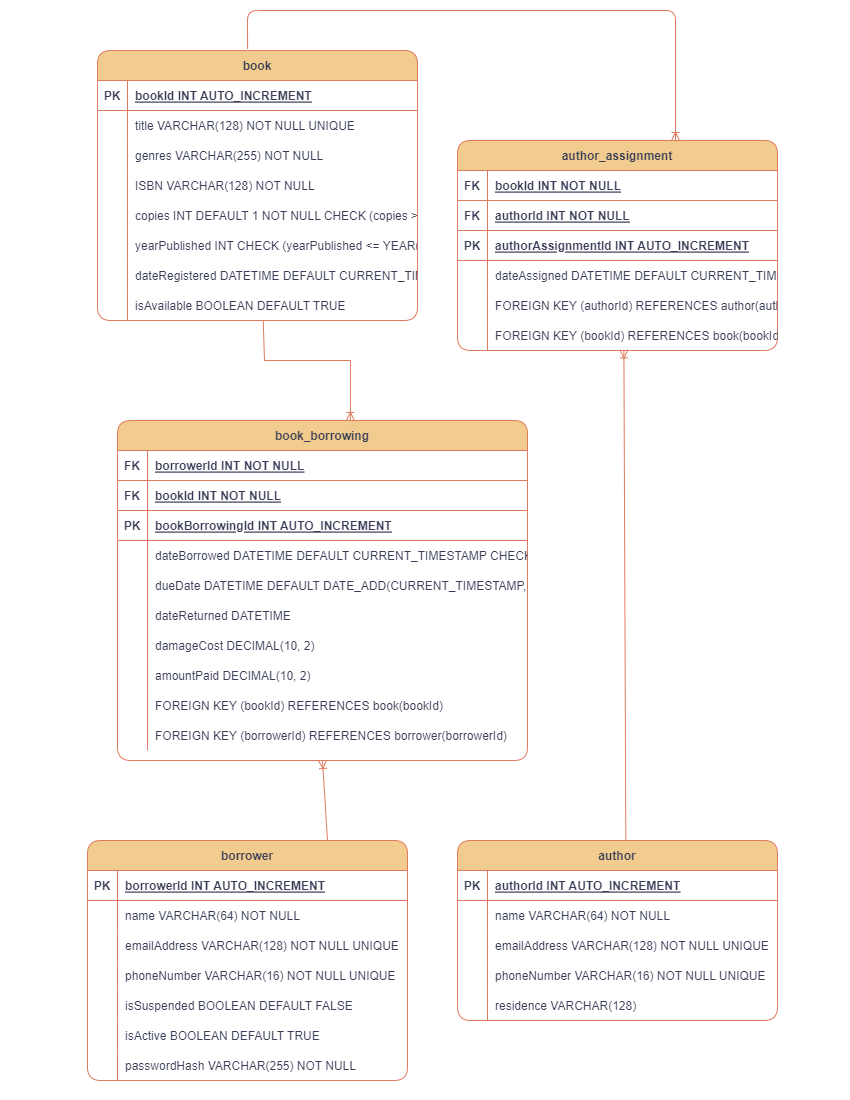 book
PK bookId INT AUTO_INCREMENT
title VARCHAR(128) NOT NULL UNIQUE
genres VARCHAR(255) NOT NULL
ISBN VARCHAR(128) NOT NULL
copies INT DEFAULT 1 NOT NULL CHECK (copies >
yearPublished INT CHECK (yearPublished <= YEAR(
dateRegistered DATETIME DEFAULT CURRENT_TI
isAvailable BOOLEAN DEFAULT TRUE
author_assignment
FK bookId INT NOT NULL
FK authorId INT NOT NULL
PK authorAssignmentId INT AUTO_INCREMENT
dateAssigned DATETIME DEFAULT CURRENT_TIM
FOREIGN KEY (authorId) REFERENCES author(aut
FOREIGN KEY (bookId) REFERENCES book(bookId
book_borrowing
FK borrowerId INT NOT NULL
FK bookId INT NOT NULL
PK bookBorrowingId INT AUTO_INCREMENT
dateBorrowed DATETIME DEFAULT CURRENT_TIMESTAMP CHECK
dueDate DATETIME DEFAULT DATE_ADD(CURRENT_TIMESTAMP,
dateReturned DATETIME
damageCost DECIMAL(10, 2)
amountPaid DECIMAL(10, 2)
FOREIGN KEY (bookId) REFERENCES book(bookId)
FOREIGN KEY (borrowerId) REFERENCES borrower(borrowerId)
borrower
PK borrowerId INT AUTO_INCREMENT
name VARCHAR(64) NOT NULL
emailAddress VARCHAR(128) NOT NULL UNIQUE
phoneNumber VARCHAR(16) NOT NULL UNIQUE
isSuspended BOOLEAN DEFAULT FALSE
isActive BOOLEAN DEFAULT TRUE
passwordHash VARCHAR(255) NOT NULL
author
PK authorId INT AUTO_INCREMENT
name VARCHAR(64) NOT NULL
emailAddress VARCHAR(128) NOT NULL UNIQUE
phoneNumber VARCHAR(16) NOT NULL UNIQUE
residence VARCHAR(128)